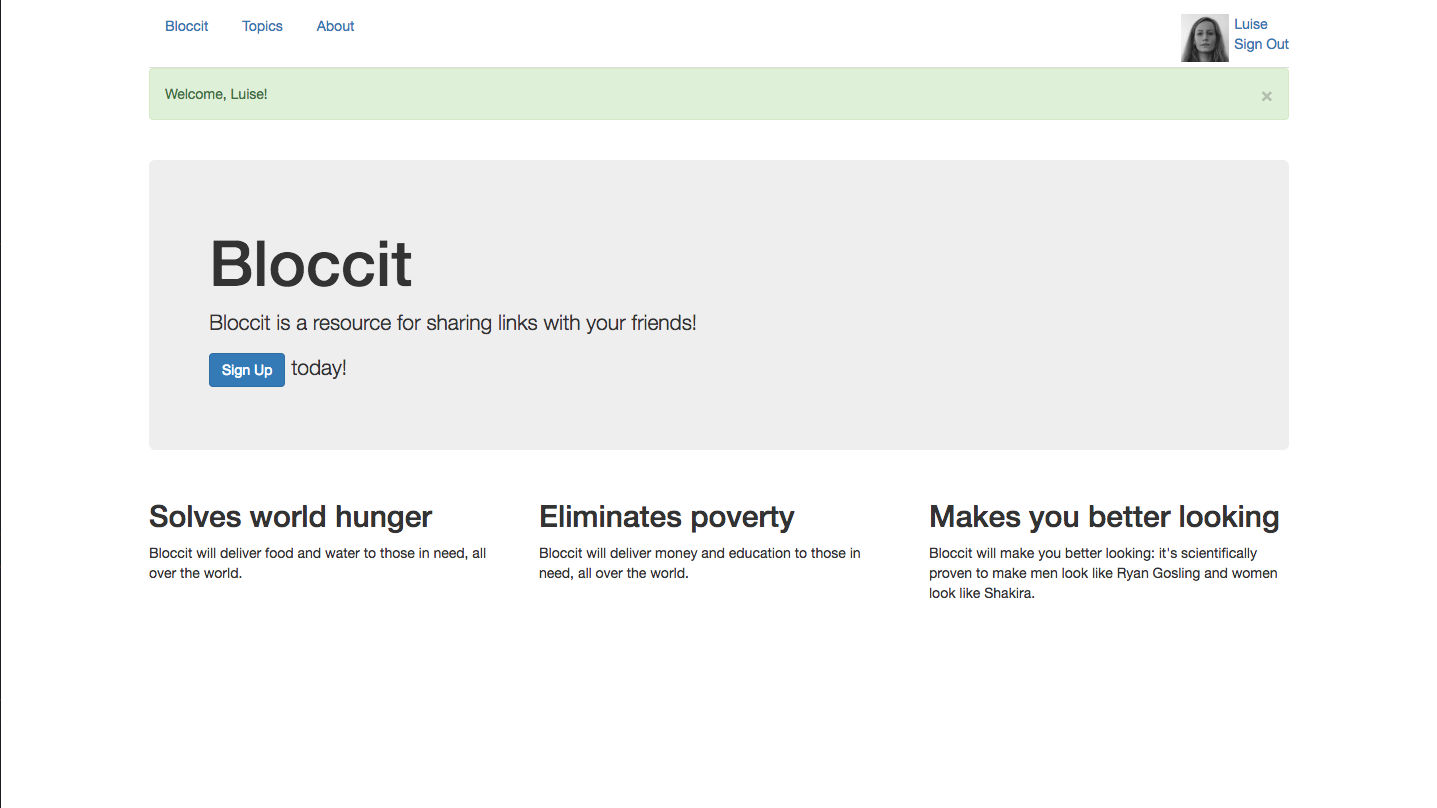 Bloccit Topics About Luise
Sign Out
Welcome, Luise! ×
Bloccit
Bloccit is a resource for sharing links with your friends!
Sign Up today!
Solves world hunger
Bloccit will deliver food and water to those in need, all
over the world.
Eliminates poverty
Bloccit will deliver money and education to those in
need, all over the world.
Makes you better looking
Bloccit will make you better looking: it's scientifically
proven to make men look like Ryan Gosling and women
look like Shakira.